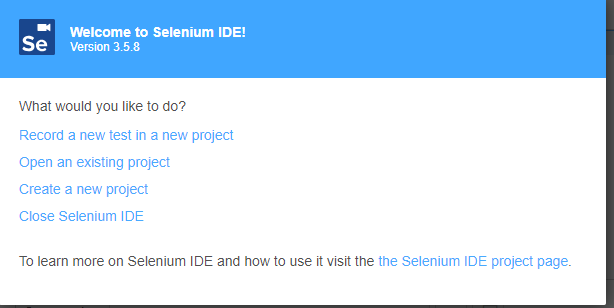 Se
Welcome to Selenium IDE!
Version 3.5.8
What would you like to do?
Record a new test in a new project
Open an existing project
Create a new project
Close Selenium IDE
To learn more on Selenium IDE and how to use it visit the the Selenium IDE project page.